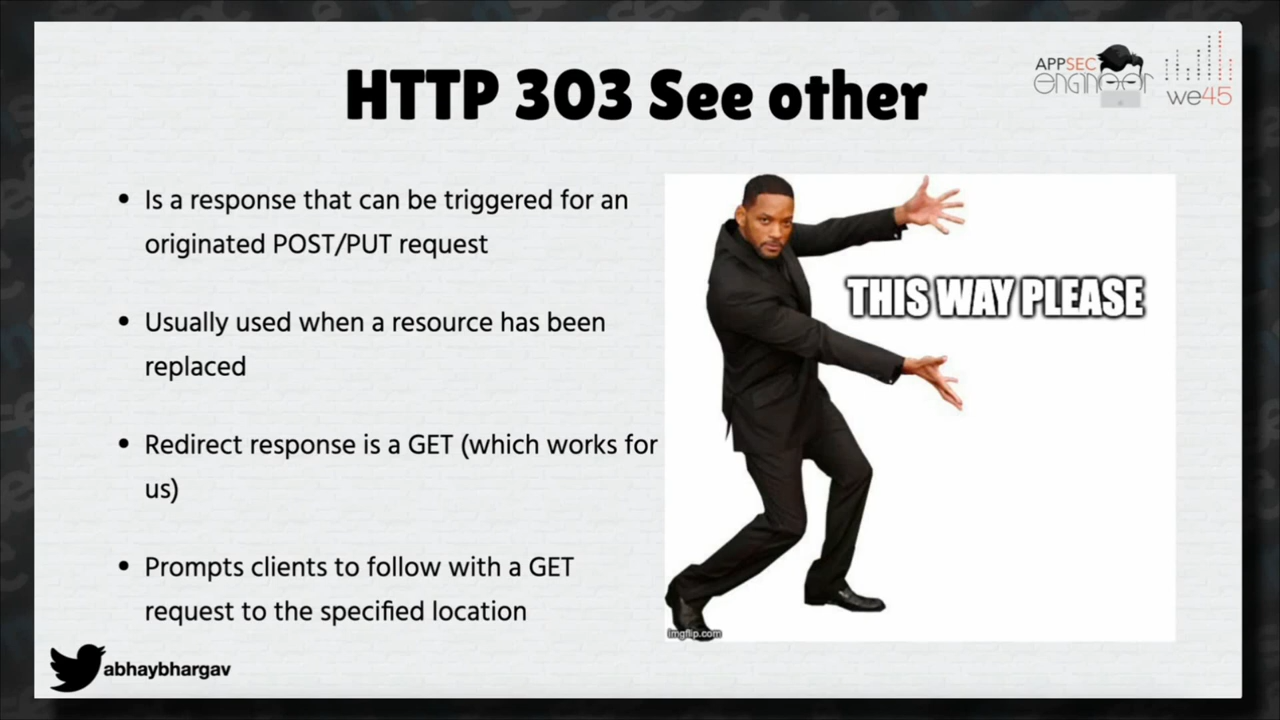 HTTP 303 See other
APPSEC
engineer
we45
• Is a response that can be triggered for an
originated POST/PUT request
• Usually used when a resource has been
replaced
• Redirect response is a GET (which works for
us)
• Prompts clients to follow with a GET
request to the specified location
THIS WAY PLEASE
imgflip.com
abhaybhargav